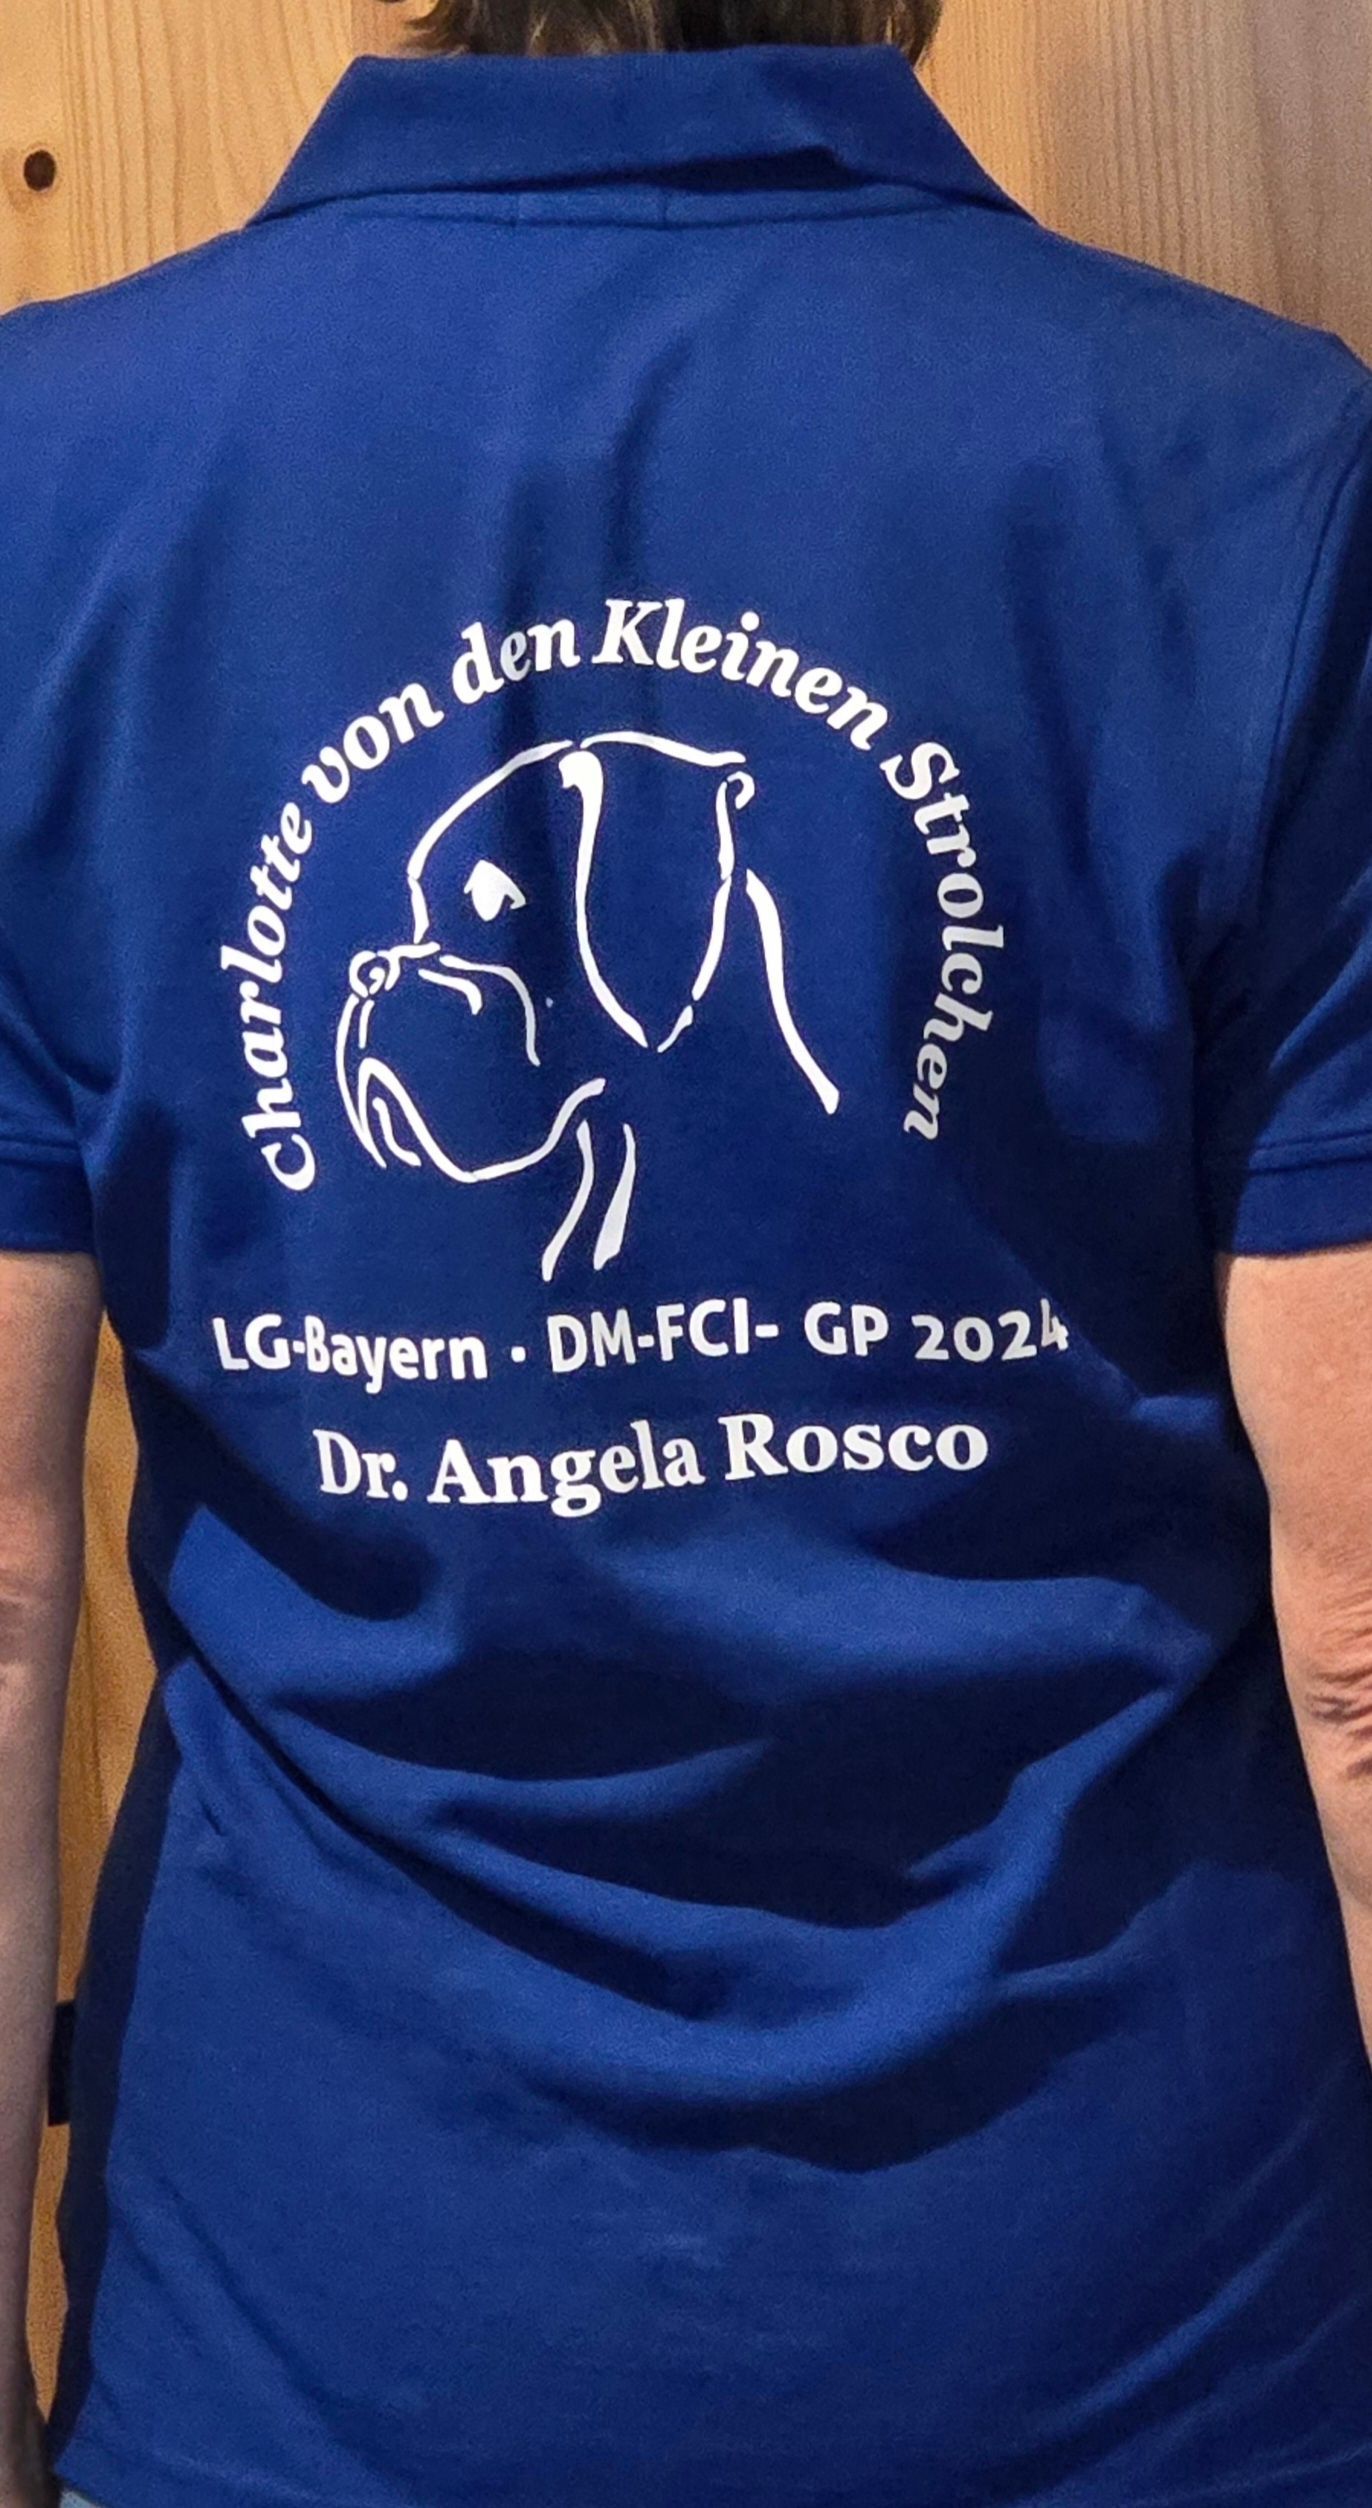 Charlotte von den Kleinen Strolchen
LG-Bayern · DM-FCI- GP 2024
Dr. Angela Rosco